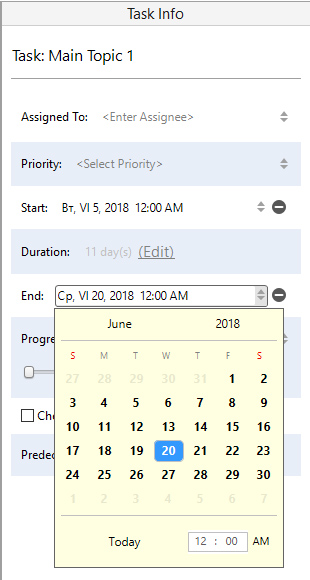 Task Info
Task: Main Topic 1
Assigned To: <Enter Assignee>
Priority: <Select Priority>
Start: Вт, VI 5, 2018 12:00 AM
Duration: 11 day(s) (Edit)
End: Ср, VI 20, 2018 12:00 AM
June 2018
S M T W T F S
27 28 29 30 31 1 2
3 4 5 6 7 8 9
10 11 12 13 14 15 16
17 18 19 20 21 22 23
24 25 26 27 28 29 30
1 2 3 4 5 6 7
Today 12 : 00 AM